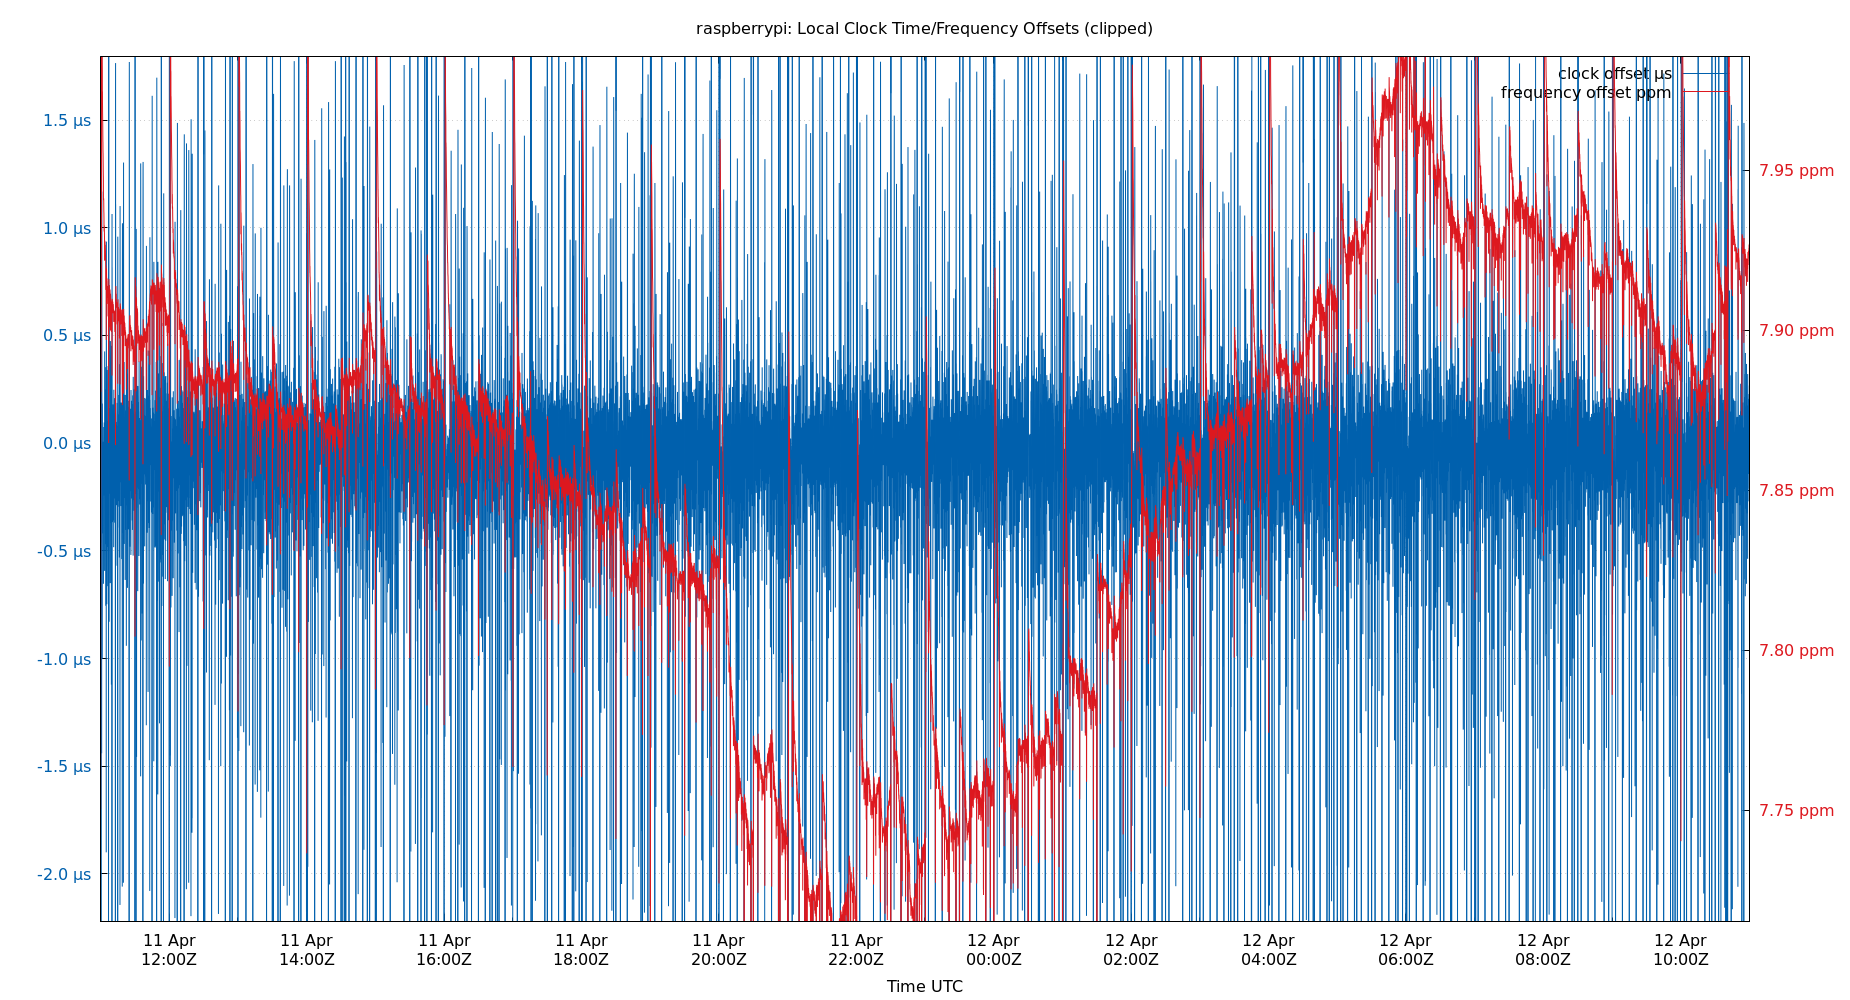 raspberrypi: Local Clock Time/Frequency Offsets (clipped)
clock offset µs
frequency offset ppm
1.5 µs
1.0 µs
0.5 µs
0.0 µs
-0.5 µs
-1.0 µs
-1.5 µs
-2.0 µs
7.95 ppm
7.90 ppm
7.85 ppm
7.80 ppm
7.75 ppm
11 Apr 11 Apr 11 Apr 11 Apr 11 Apr 11 Apr 12 Apr 12 Apr 12 Apr 12 Apr 12 Apr 12 Apr
12:00Z 14:00Z 16:00Z 18:00Z 20:00Z 22:00Z 00:00Z 02:00Z 04:00Z 06:00Z 08:00Z 10:00Z
Time UTC